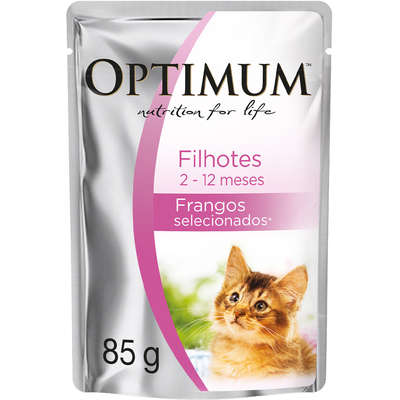 OPTIMUM™
nutrition for life
Filhotes
2 - 12 meses
Frangos
selecionados*
85 g